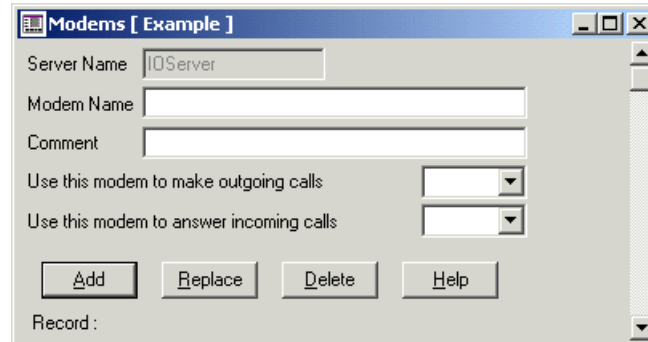 Modems [ Example ]
Server Name IOServer
Modem Name
Comment
Use this modem to make outgoing calls
Use this modem to answer incoming calls
Add Replace Delete Help
Record :